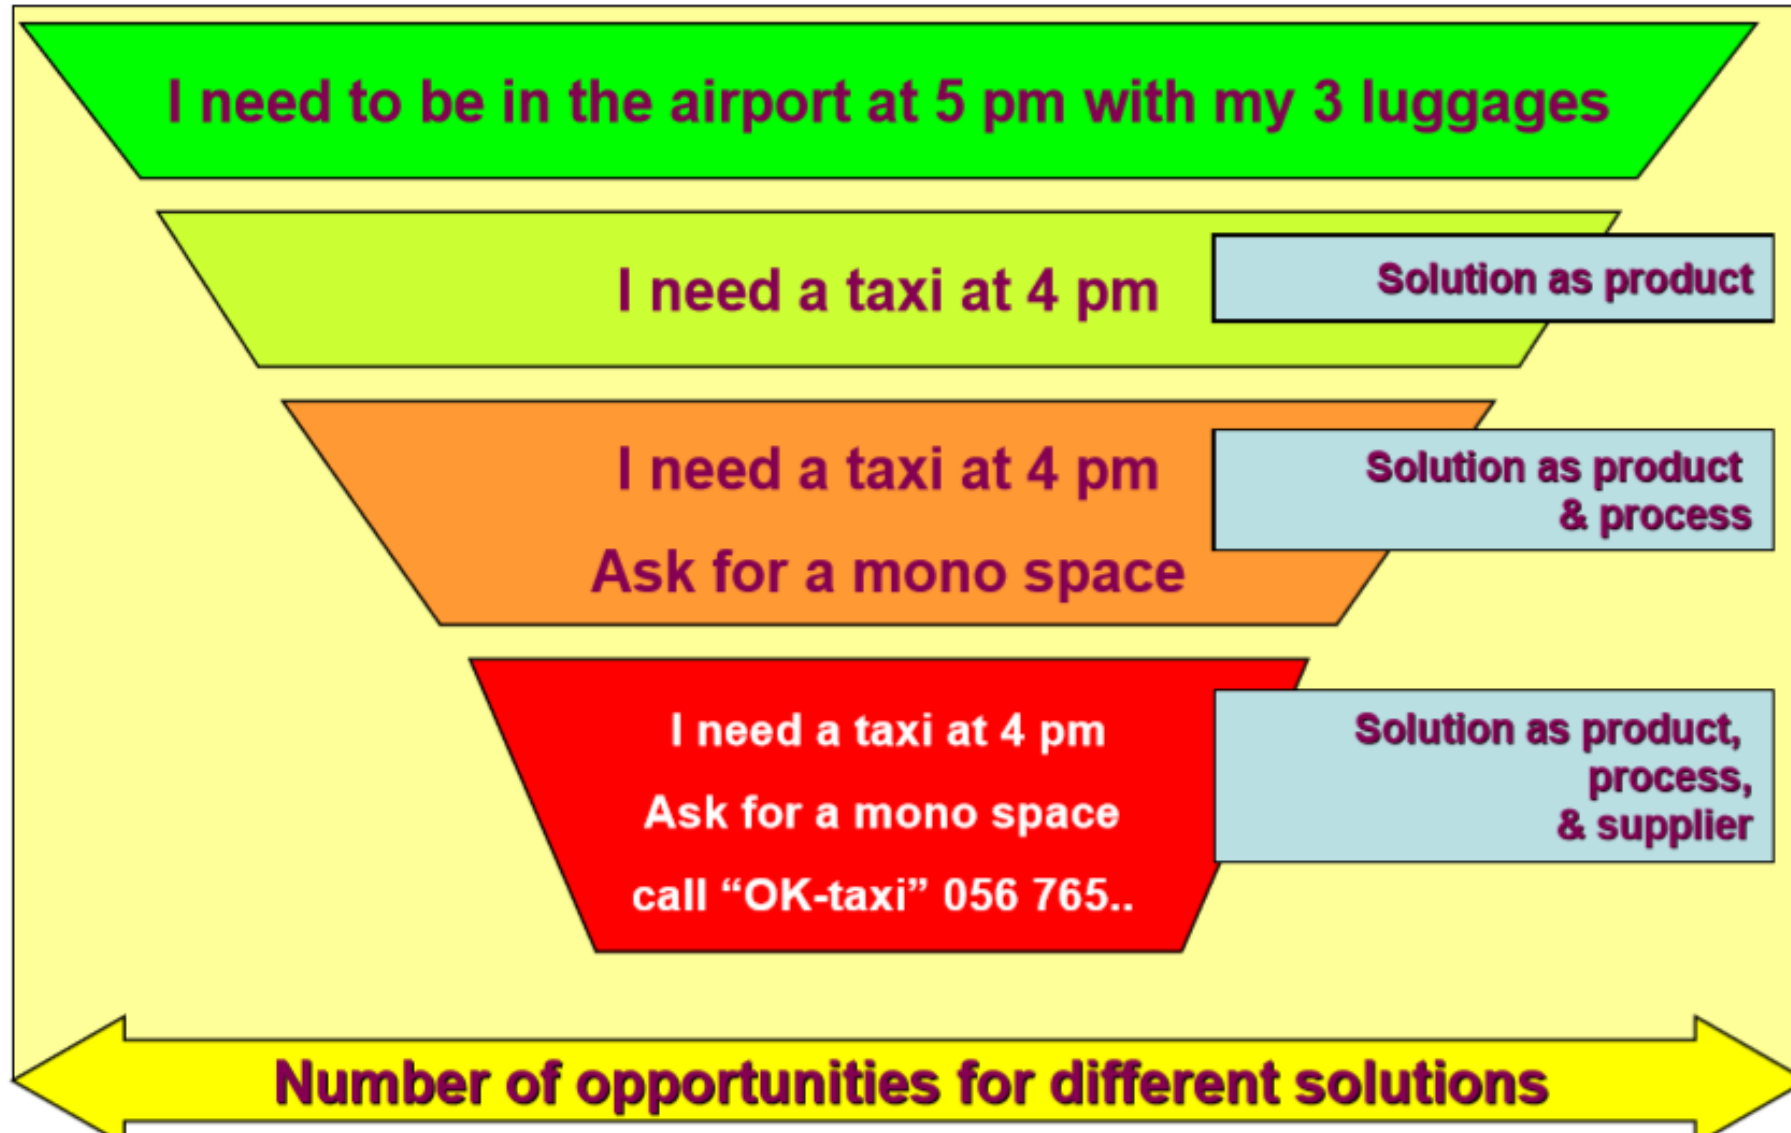 I need to be in the airport at 5 pm with my 3 luggages
I need a taxi at 4 pm
Solution as product
I need a taxi at 4 pm
Ask for a mono space
Solution as product
& process
I need a taxi at 4 pm
Ask for a mono space
call “OK-taxi” 056 765..
Solution as product,
process,
& supplier
Number of opportunities for different solutions